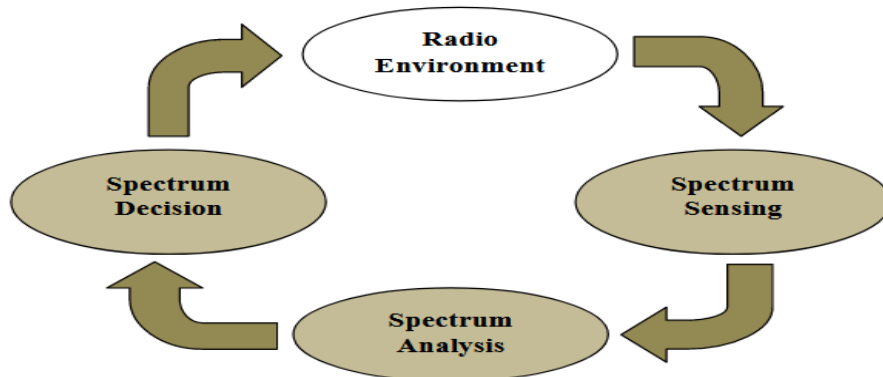 Radio
Environment
Spectrum
Decision
Spectrum
Sensing
Spectrum
Analysis